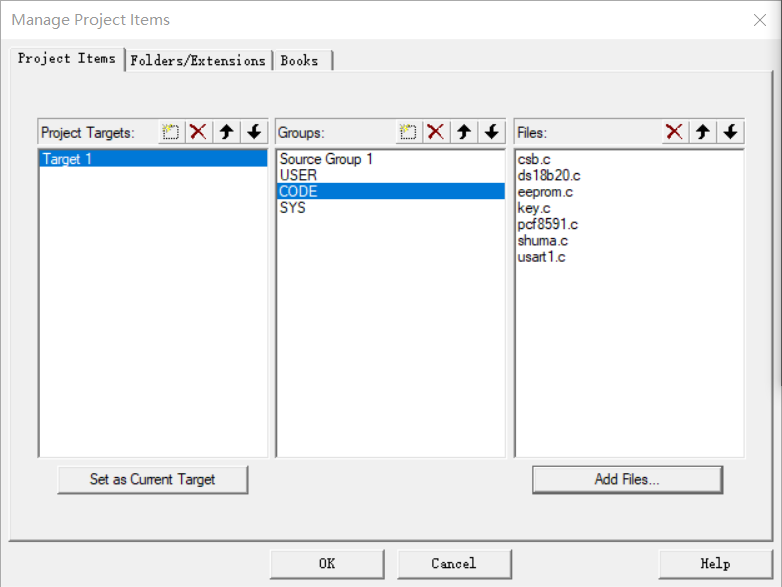 Manage Project Items
Project Items
Folders/Extensions
Books
Project Targets:
Target 1
Set as Current Target
Groups:
Source Group 1
USER
CODE
SYS
Files:
csb.c
ds18b20.c
eeprom.c
key.c
pcf8591.c
shuma.c
usart1.c
Add Files...
OK
Cancel
Help